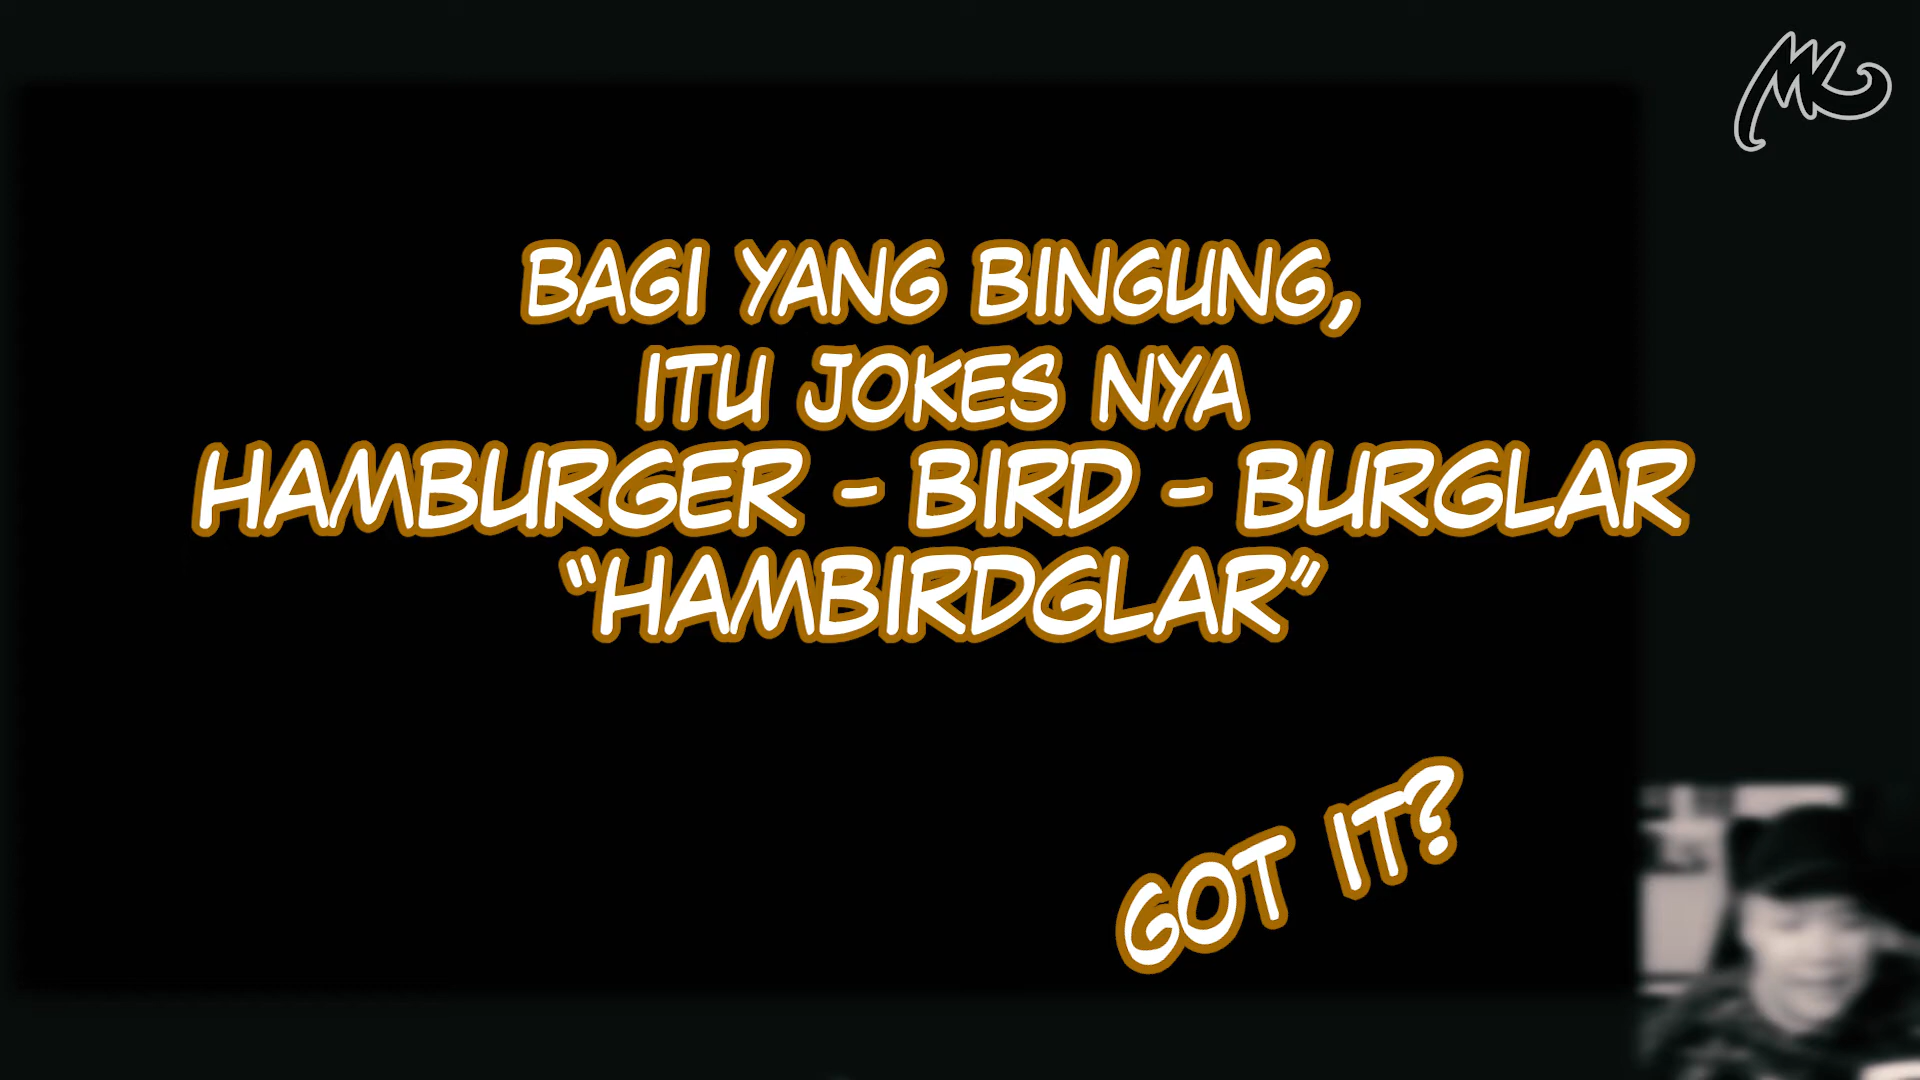 BAGI YANG BINGUNG,
ITU JOKES NYA
HAMBURGER - BIRD - BURGLAR
"HAMBIRDGLAR"
GOT IT?